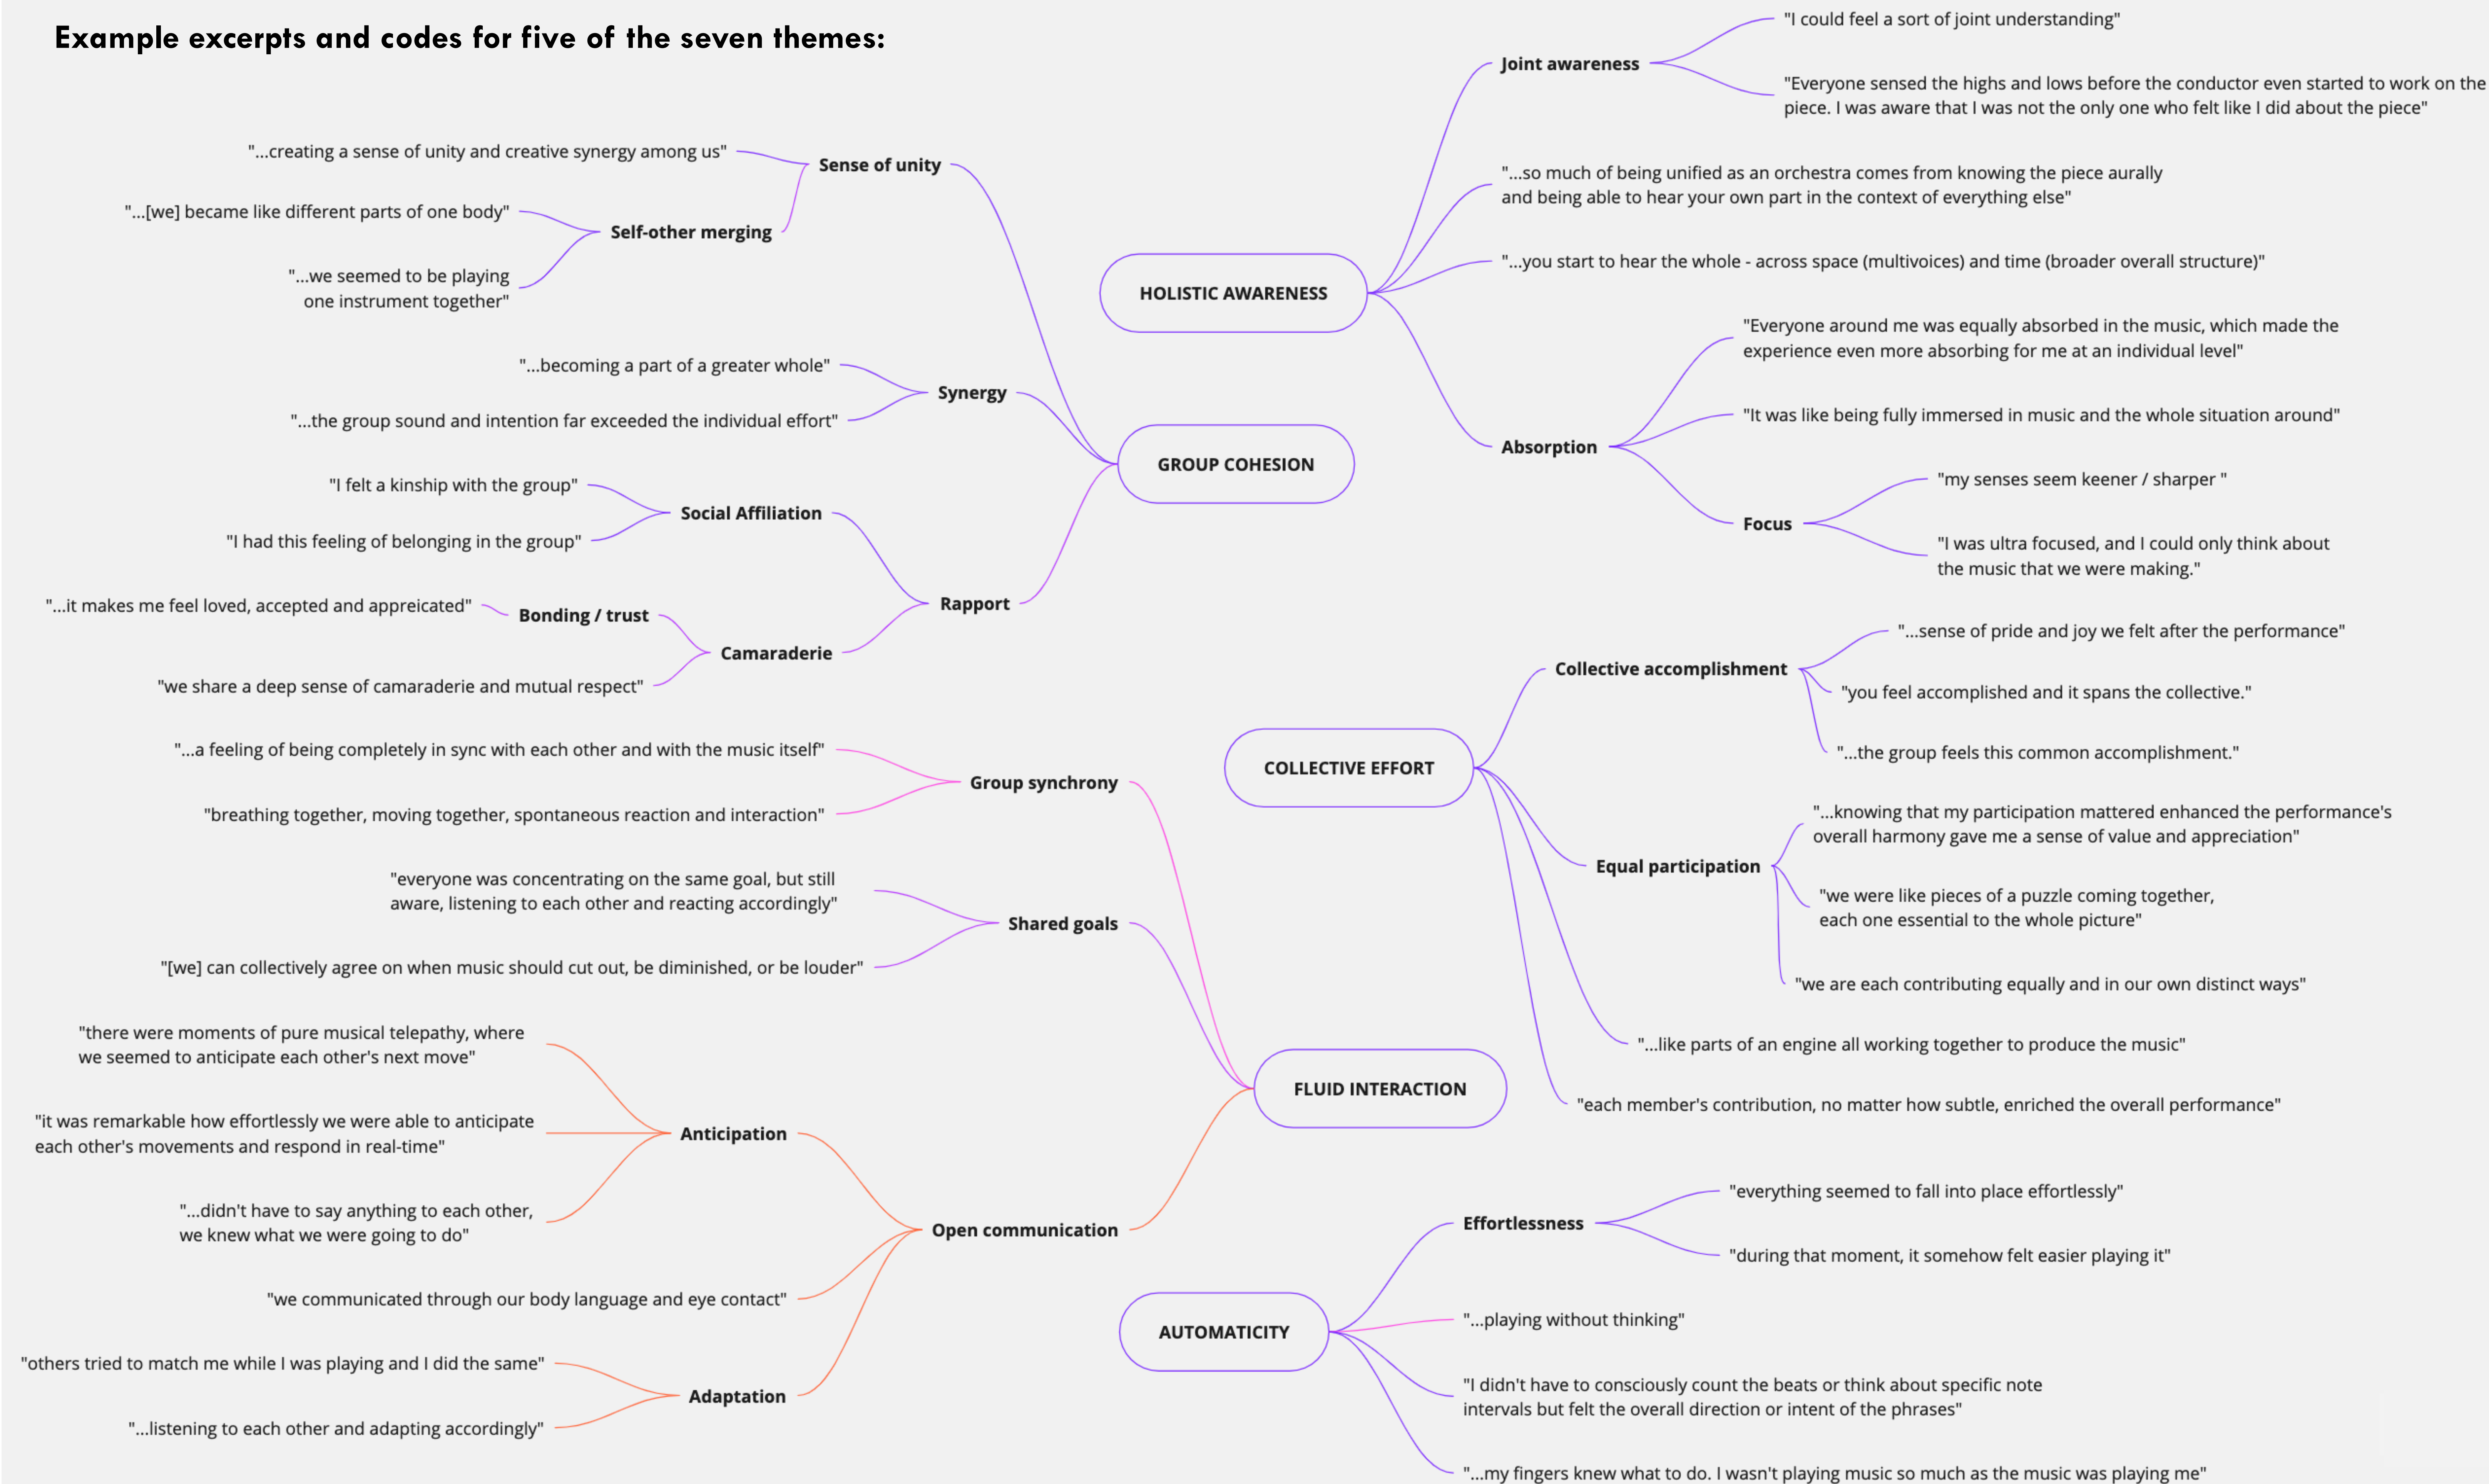 Example excerpts and codes for five of the seven themes:
HOLISTIC AWARENESS
Joint awareness
"I could feel a sort of joint understanding"
"Everyone sensed the highs and lows before the conductor even started to work on the
piece. I was aware that I was not the only one who felt like I did about the piece"
"...so much of being unified as an orchestra comes from knowing the piece aurally
and being able to hear your own part in the context of everything else"
"...you start to hear the whole - across space (multivoices) and time (broader overall structure)"
Absorption
"Everyone around me was equally absorbed in the music, which made the
experience even more absorbing for me at an individual level"
"It was like being fully immersed in music and the whole situation around"
Focus
"my senses seem keener / sharper "
"I was ultra focused, and I could only think about
the music that we were making."
GROUP COHESION
Sense of unity
"...creating a sense of unity and creative synergy among us"
Self-other merging
"...[we] became like different parts of one body"
"...we seemed to be playing
one instrument together"
Synergy
"...becoming a part of a greater whole"
"...the group sound and intention far exceeded the individual effort"
Rapport
Social Affiliation
"I felt a kinship with the group"
"I had this feeling of belonging in the group"
Camaraderie
Bonding / trust
"...it makes me feel loved, accepted and appreicated"
"we share a deep sense of camaraderie and mutual respect"
COLLECTIVE EFFORT
Collective accomplishment
"...sense of pride and joy we felt after the performance"
"you feel accomplished and it spans the collective."
"...the group feels this common accomplishment."
Equal participation
"...knowing that my participation mattered enhanced the performance's
overall harmony gave me a sense of value and appreciation"
"we were like pieces of a puzzle coming together,
each one essential to the whole picture"
"we are each contributing equally and in our own distinct ways"
"...like parts of an engine all working together to produce the music"
"each member's contribution, no matter how subtle, enriched the overall performance"
FLUID INTERACTION
Group synchrony
"...a feeling of being completely in sync with each other and with the music itself"
"breathing together, moving together, spontaneous reaction and interaction"
Shared goals
"everyone was concentrating on the same goal, but still
aware, listening to each other and reacting accordingly"
"[we] can collectively agree on when music should cut out, be diminished, or be louder"
Open communication
Anticipation
"there were moments of pure musical telepathy, where
we seemed to anticipate each other's next move"
"it was remarkable how effortlessly we were able to anticipate
each other's movements and respond in real-time"
"...didn't have to say anything to each other,
we knew what we were going to do"
"we communicated through our body language and eye contact"
Adaptation
"others tried to match me while I was playing and I did the same"
"...listening to each other and adapting accordingly"
AUTOMATICITY
Effortlessness
"everything seemed to fall into place effortlessly"
"during that moment, it somehow felt easier playing it"
"...playing without thinking"
"I didn't have to consciously count the beats or think about specific note
intervals but felt the overall direction or intent of the phrases"
"...my fingers knew what to do. I wasn't playing music so much as the music was playing me"